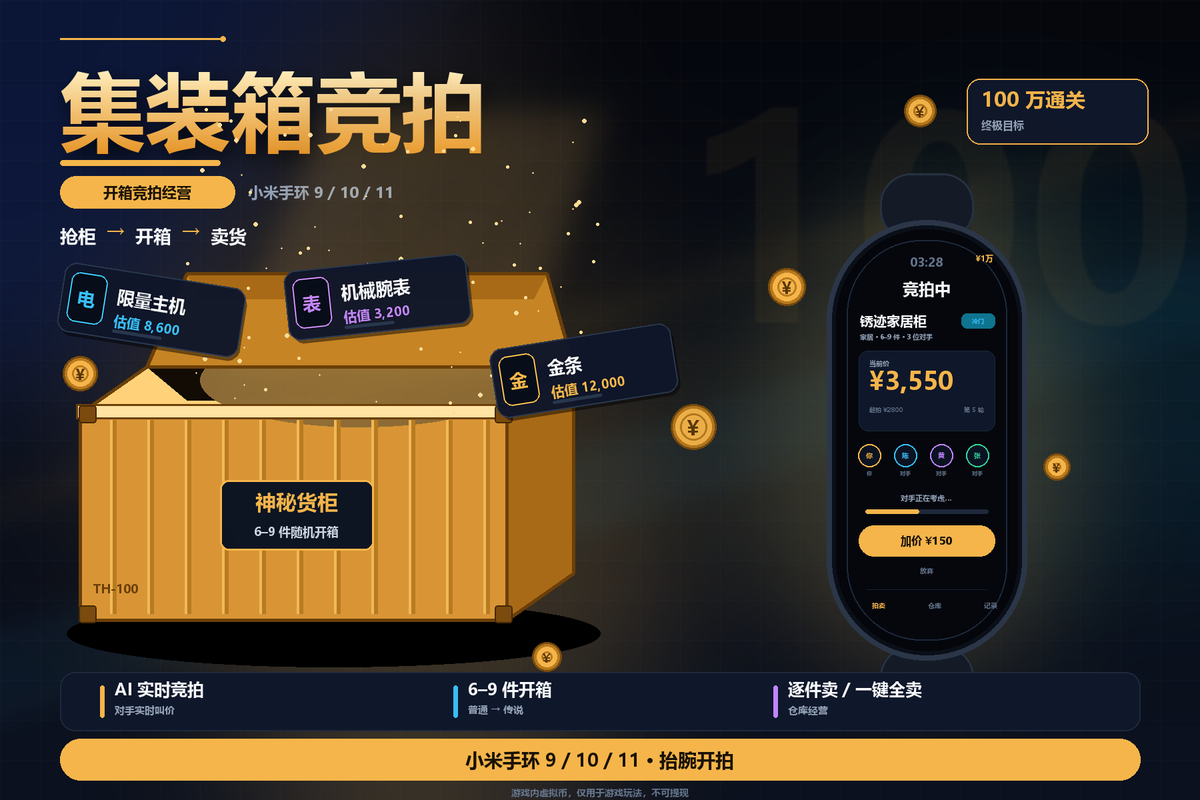 集装箱竞拍
开箱竞拍经营
小米手环 9 / 10 / 11
抢柜 → 开箱 → 卖货
100 万通关
终极目标
电
限量主机
估值 8,600
表
机械腕表
估值 3,200
金
金条
估值 12,000
神秘货柜
6–9 件随机开箱
TH-100
100
03:28
¥1万
竞拍中
锈迹家居柜
冷门
家居 · 6-9 件 · 3 位对手
当前价
¥3,550
起拍 ¥2800
第 5 轮
你
陈
黄
张
你
对手
对手
对手
对手正在考虑...
加价 ¥150
放弃
拍卖
仓库
记录
¥
¥
¥
¥
¥
¥
AI 实时竞拍
对手实时叫价
6–9 件开箱
普通 → 传说
逐件卖 / 一键全卖
仓库经营
小米手环 9 / 10 / 11 • 抬腕开拍
游戏内虚拟币，仅用于游戏玩法，不可提现